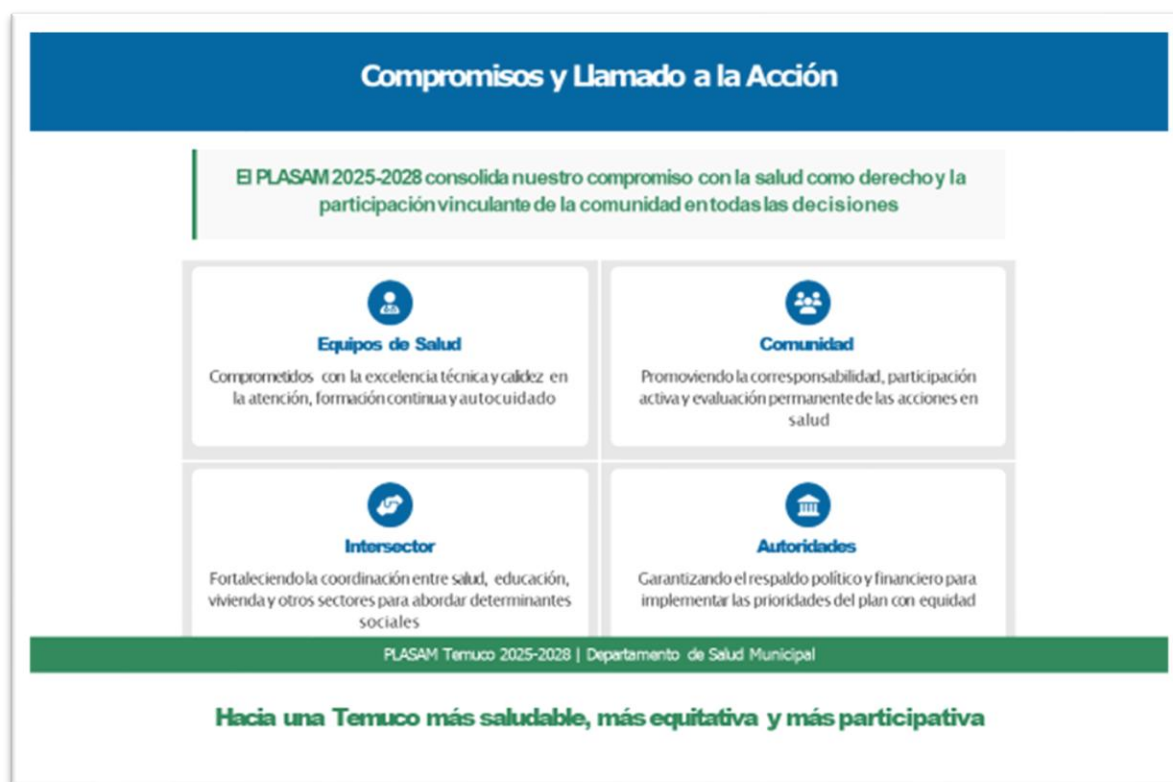 Compromisos y Llamado a la Acción
El PLASAM 2025-2028 consolida nuestro compromiso con la salud como derecho y la
participación vinculante de la comunidad en todas las decisiones
Equipos de Salud
Comprometidos con la excelencia técnica y calidez en
la atención, formación continua y autocuidado
Comunidad
Promoviendo la corresponsabilidad, participación
activa y evaluación permanente de las acciones en
salud
Intersector
Fortaleciendo la coordinación entre salud, educación,
vivienda y otros sectores para abordar determinantes
sociales
Autoridades
Garantizando el respaldo político y financiero para
implementar las prioridades del plan con equidad
PLASAM Temuco 2025-2028 | Departamento de Salud Municipal
Hacia una Temuco más saludable, más equitativa y más participativa